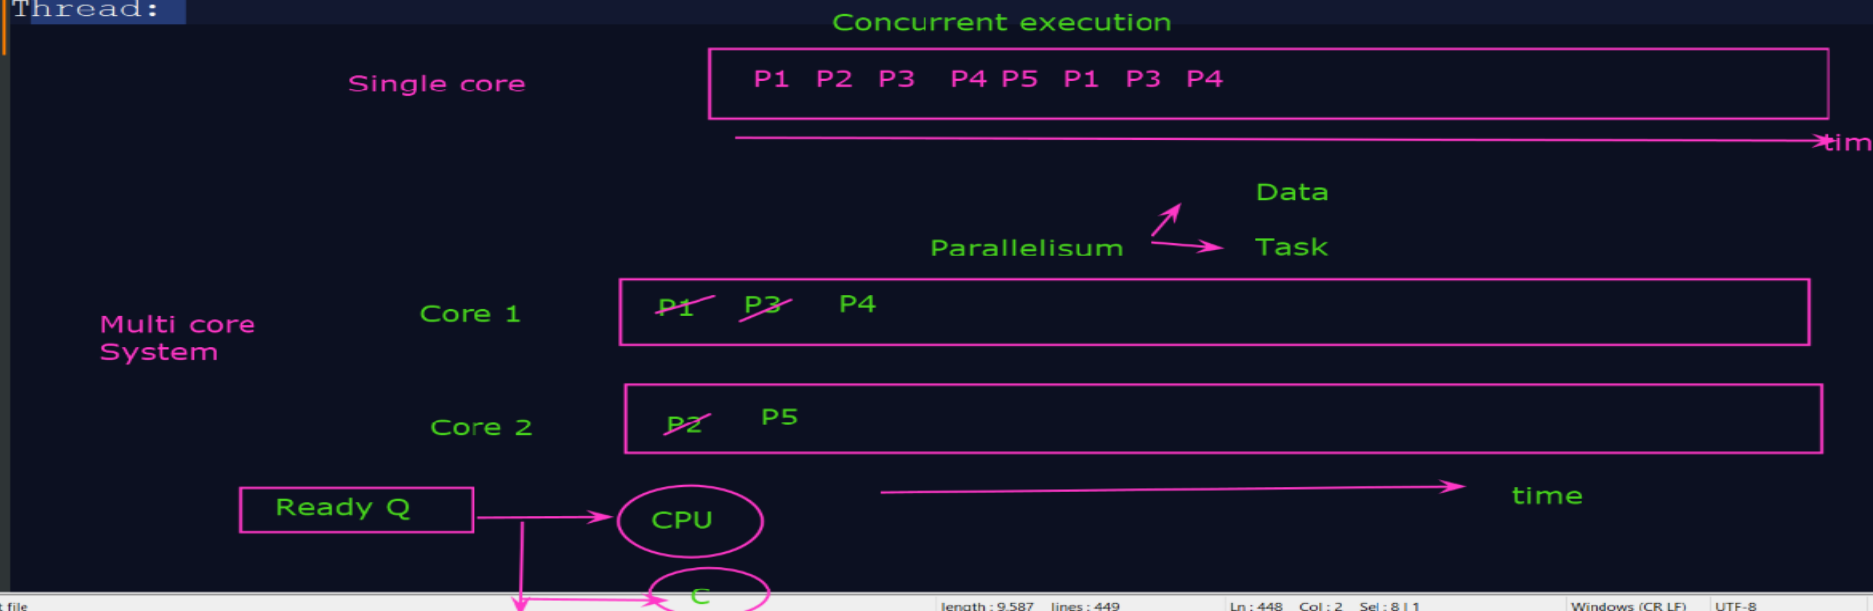 Thread:
Concurrent execution
Single core
P1 P2 P3 P4 P5 P1 P3 P4
tim
Data
Parallelisum
Task
Multi core
System
Core 1
P1 P3 P4
Core 2
P2 P5
Ready Q
CPU
time
C
t file
length : 9,587 lines : 449
Ln : 448 Col : 2 Sel : 8 | 1
Windows (CR LF)
UTF-8